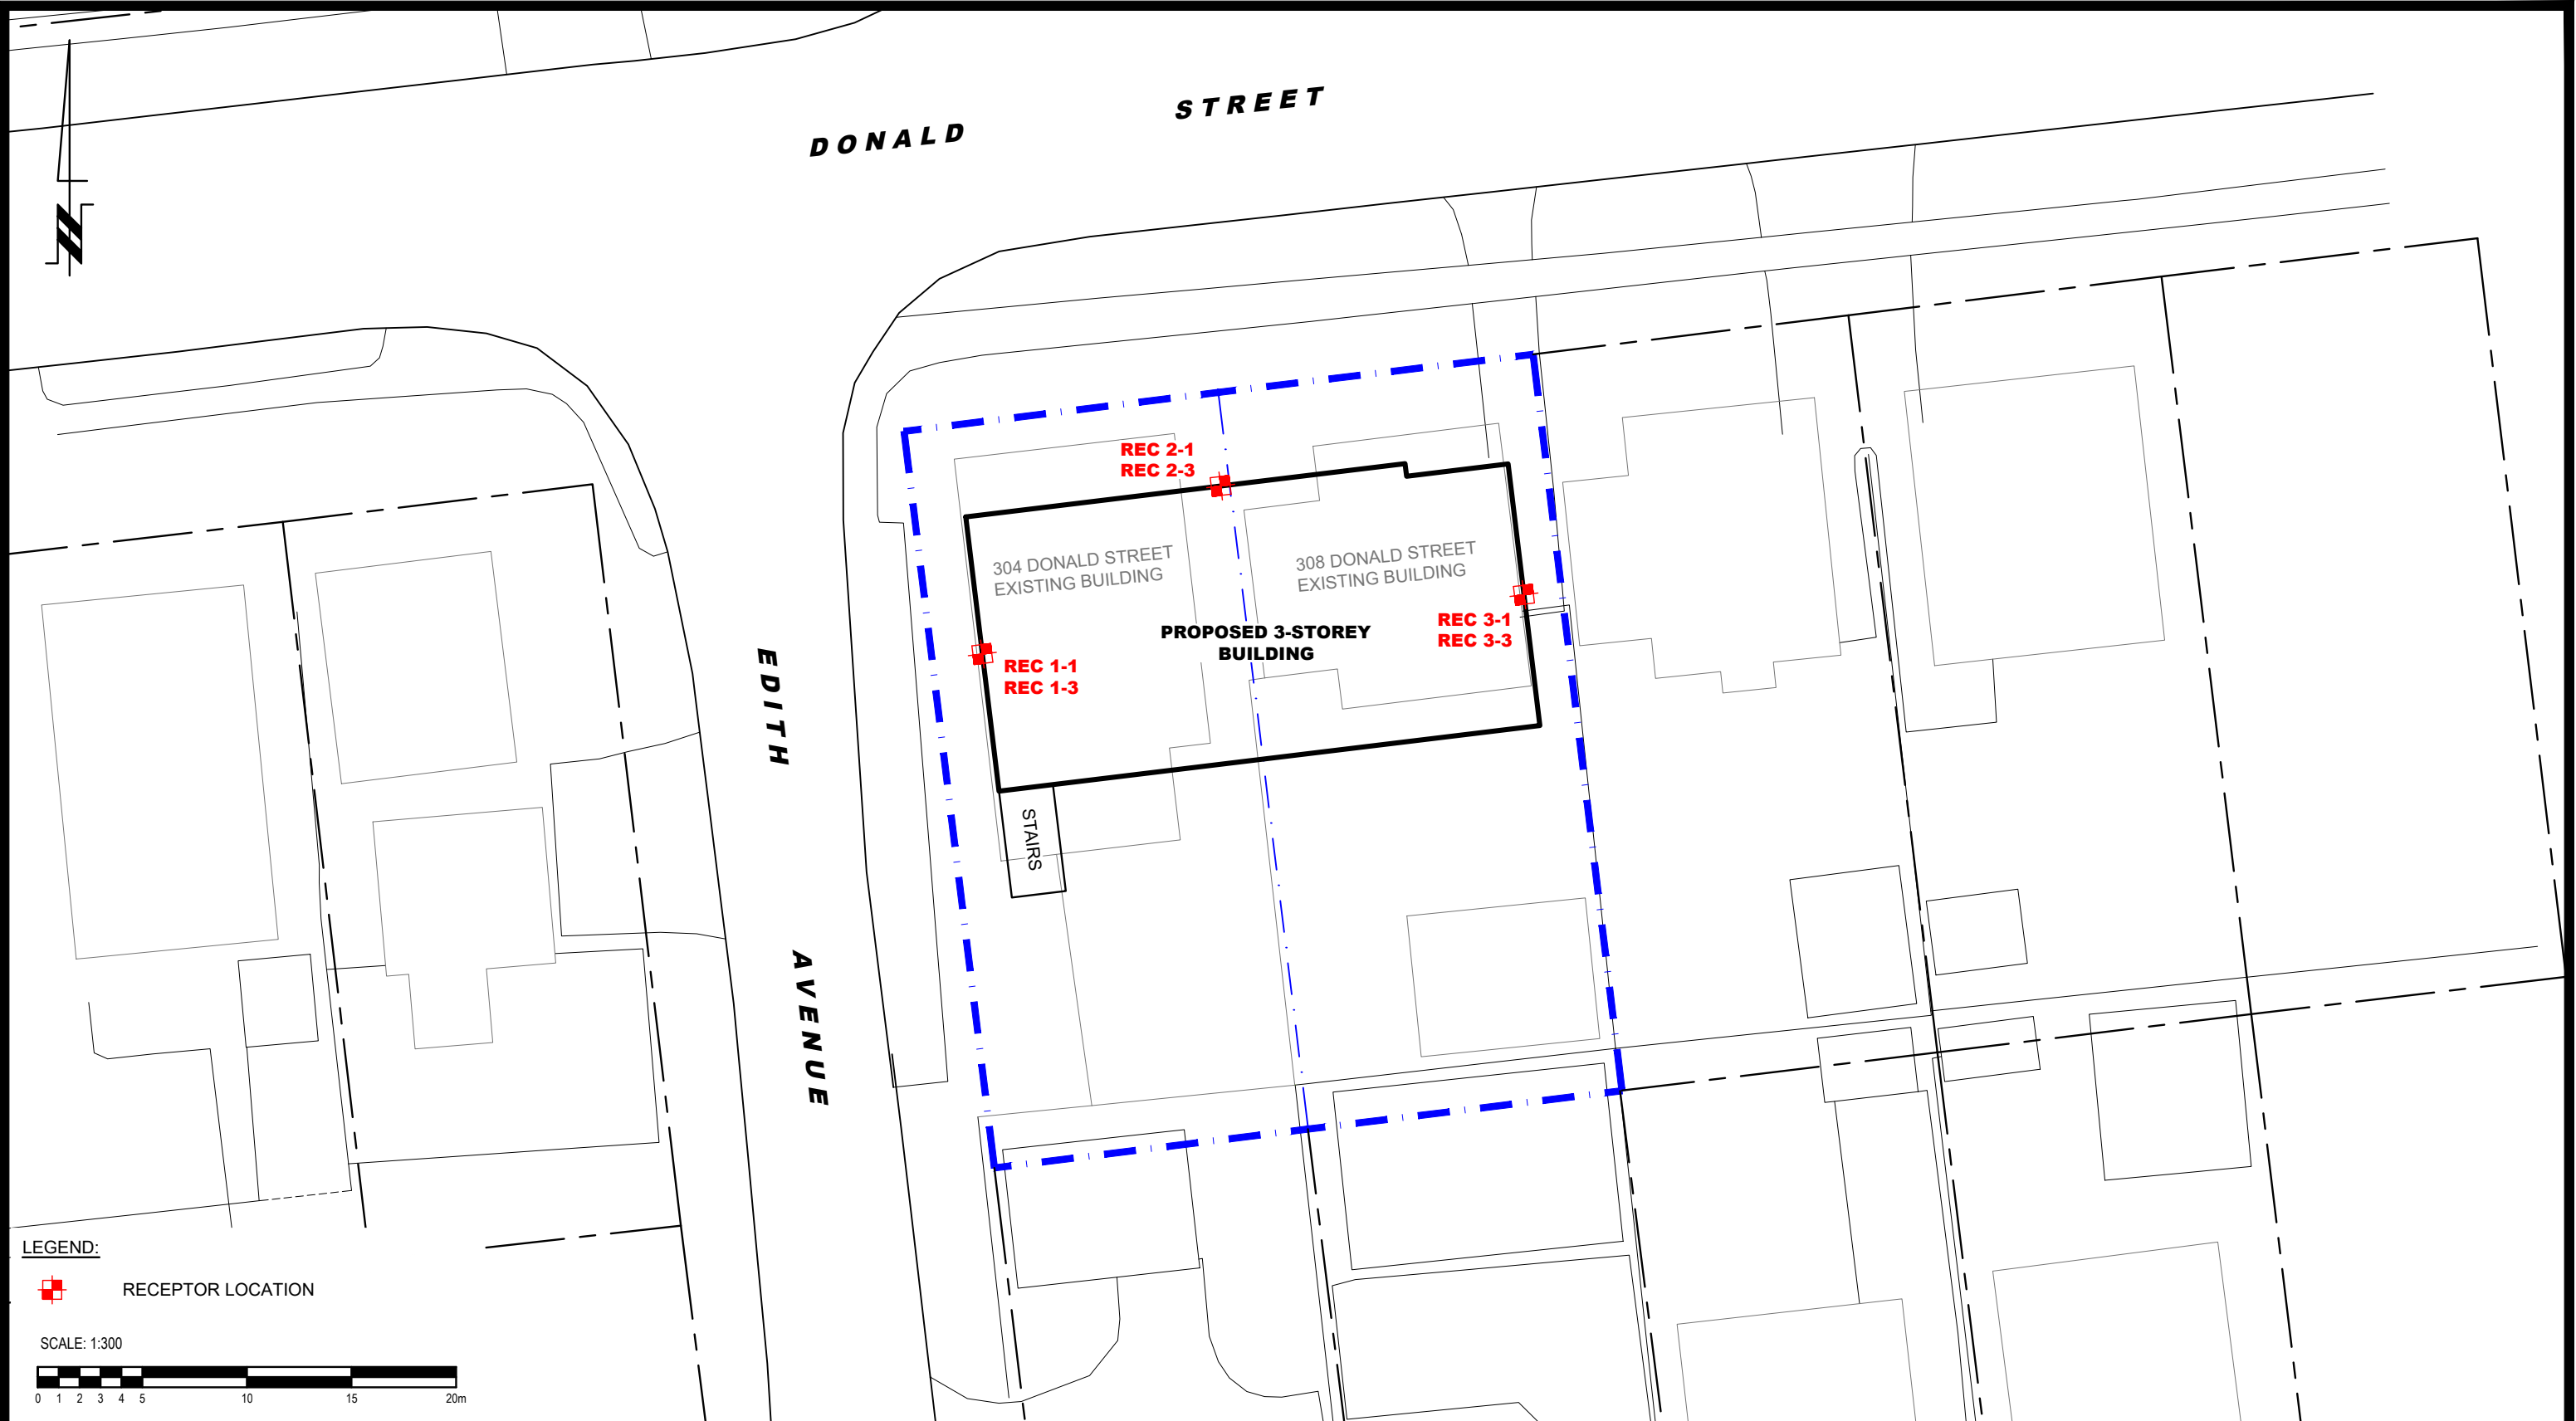 DONALD STREET
N
REC 2-1
REC 2-3
304 DONALD STREET
EXISTING BUILDING
308 DONALD STREET
EXISTING BUILDING
PROPOSED 3-STOREY
BUILDING
REC 3-1
REC 3-3
REC 1-1
REC 1-3
EDITH AVENUE
STAIRS
LEGEND:
RECEPTOR LOCATION
SCALE: 1:300
0 1 2 3 4 5 10 15 20m